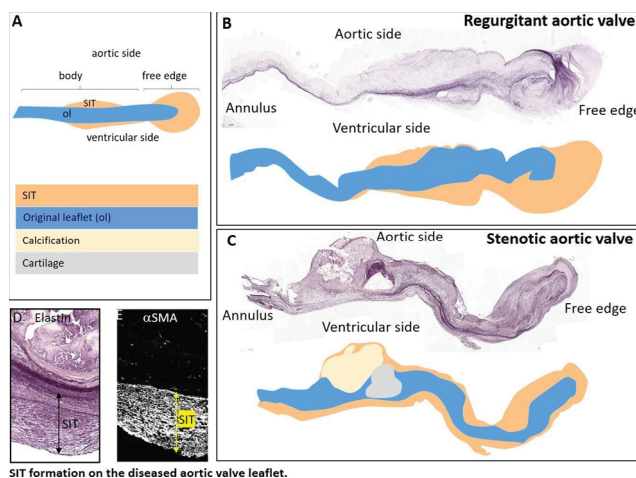 A
aortic side
body
free edge
SIT
ol
ventricular side
SIT
Original leaflet (ol)
Calcification
Cartilage
B
Regurgitant aortic valve
Aortic side
Annulus
Free edge
Ventricular side
C
Stenotic aortic valve
Aortic side
Annulus
Free edge
Ventricular side
D
Elastin
SIT
E
αSMA
SIT
SIT formation on the diseased aortic valve leaflet.